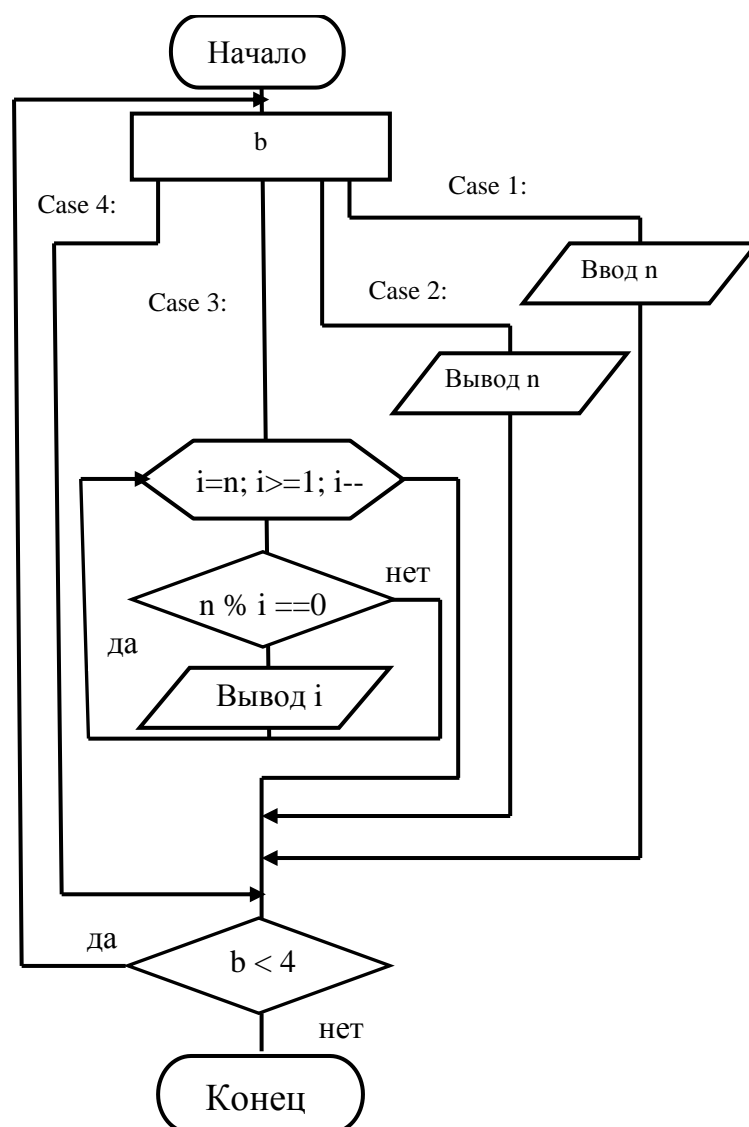 Начало
b
Case 1:
Case 4:
Ввод n
Case 2:
Case 3:
Вывод n
i=n; i>=1; i--
нет
n % i ==0
да
Вывод i
да
b < 4
нет
Конец